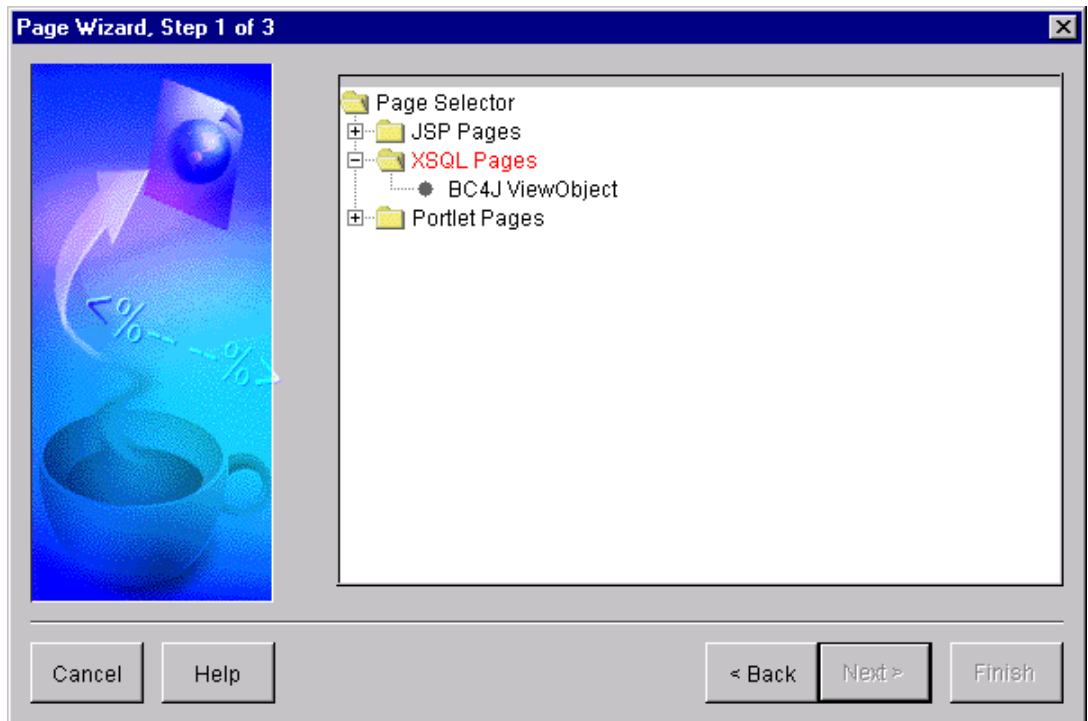 Page Wizard, Step 1 of 3
Page Selector
JSP Pages
XSQL Pages
BC4J ViewObject
Portlet Pages
<%-- --%>
Cancel
Help
< Back
Next >
Finish